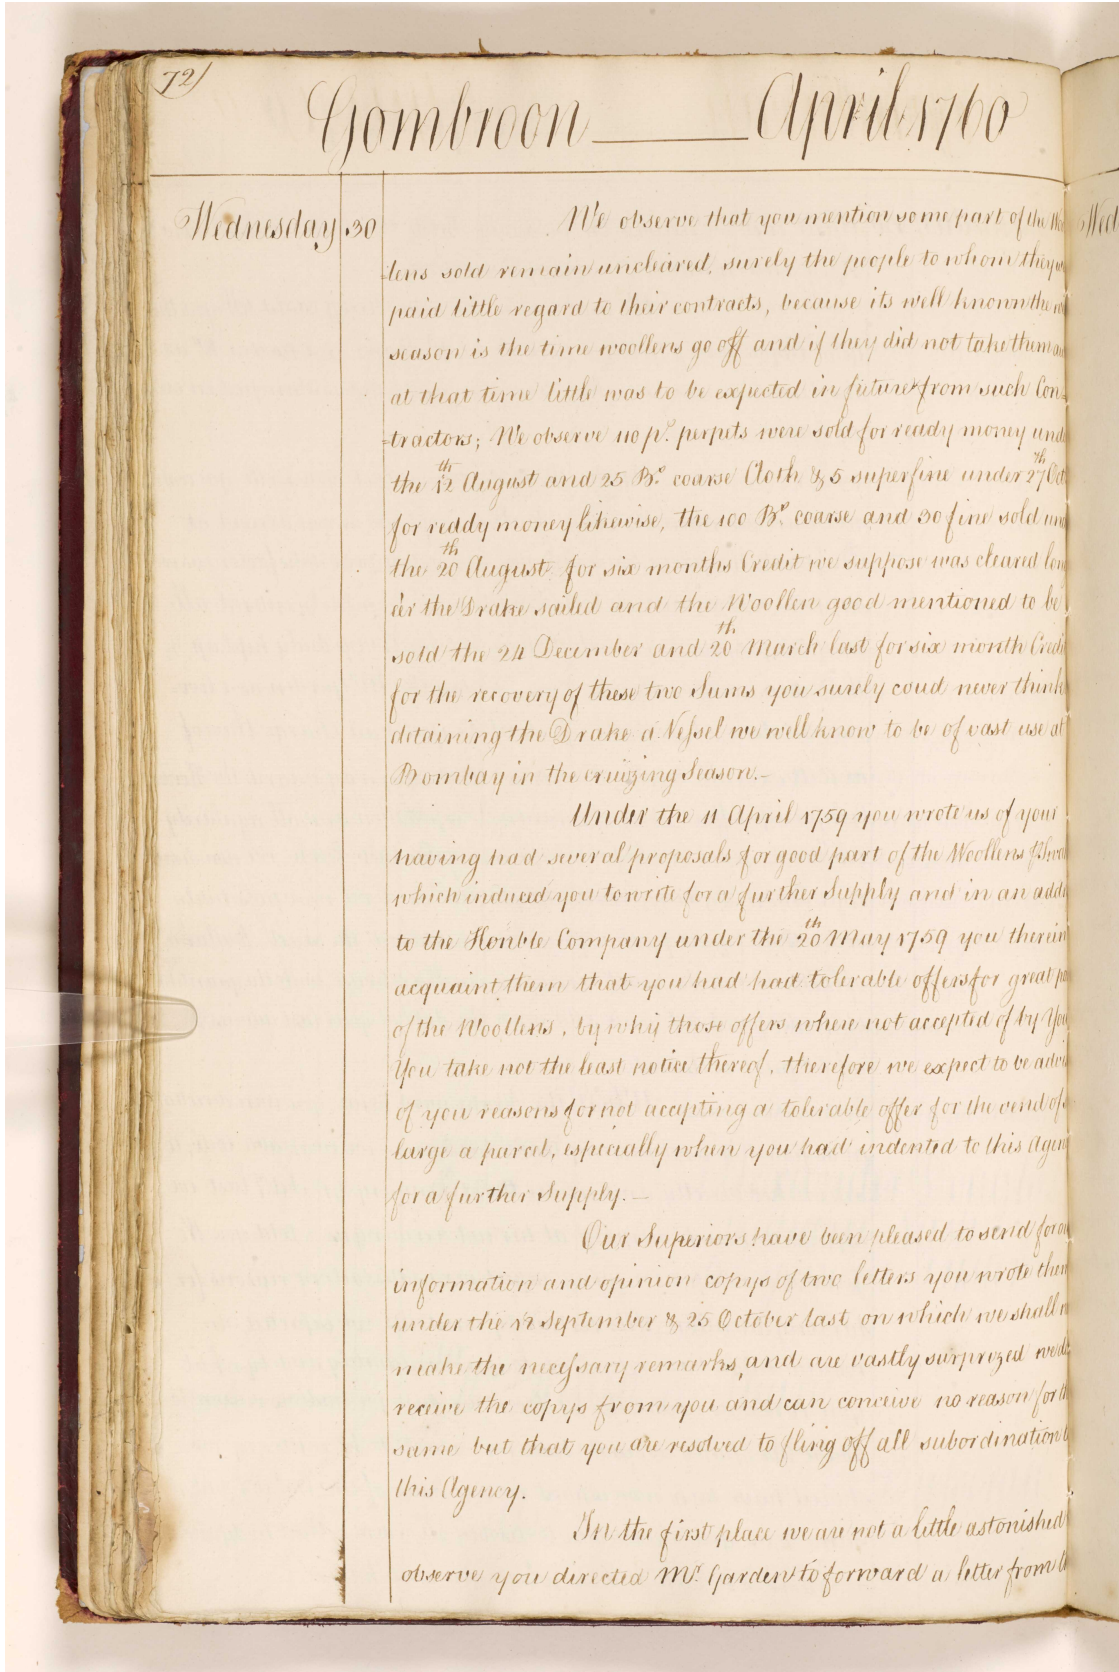 72
Gombroon April 1760
Wednesday 30
We observe that you mention some part of the
=lens sold remain uncleared, surely the people to whom they
paid little regard to their contracts, because its well known the
season is the time woollens go off and if they did not take them
at that time little was to be expected in future from such Con=
=tractors; We observe 110 ps. perpets were sold for ready money und
the 12th August and 25 Bs. coarse Cloth & 5 superfine under 27th Oct
for reddy money likewise, the 100 Bs. coarse and 30 fine sold un
the 20th August for six months Credit we suppose was cleared lon
e'er the Drake sailed and the Woollen good mentioned to be
sold the 24 December and 20th March last for six month Cred
for the recovery of these two Sums you surely coud never think
detaining the Drake a Vessel we well know to be of vast use at
Bombay in the cruizing Season.-
Under the 11 April 1759 you wrote us of your
having had several proposals for good part of the Woollens
which induced you to write for a further Supply and in an add
to the Honble Company under the 20th May 1759 you therein
acquaint them that you had had tolerable offers for great
of the Woollens, by why those offers where not accepted of by You
You take not the least notice thereof, therefore we expect to be advi
of you reasons for not accepting a tolerable offer for the vend of
large a parcel, especially when you had indented to this Agen
for a further Supply. —
Our Superiors have been pleased to send for ou
information and opinion copys of two letters you wrote them
under the 12 September & 25 October last on which we shall
make the necessary remarks, and are vastly surprized we
receive the copys from you and can conceive no reason for th
same but that you are resolved to fling off all subordination
this Agency.
In the first place we are not a little astonished
observe you directed Mr. Garden to forward a letter from
Wed